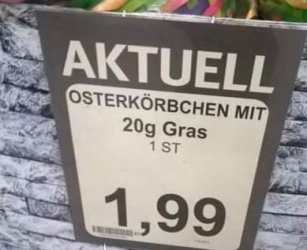 AKTUELL
OSTERKÖRBCHEN MIT
20g Gras
1 ST
1,99